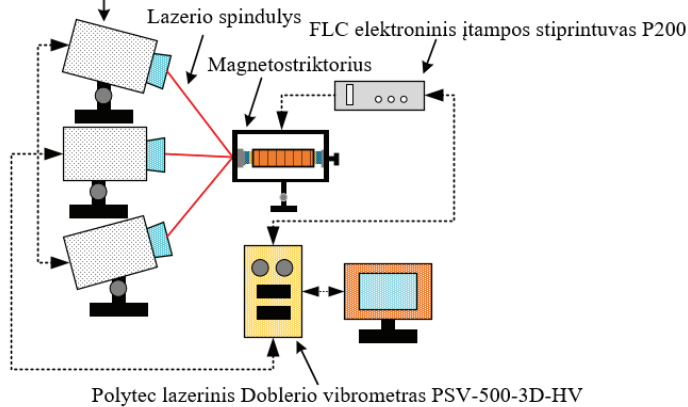 Lazerio spindulys
FLC elektroninis įtampos stiprintuvas P200
Magnetostriktorius
Polytec lazerinis Doblerio vibrometras PSV-500-3D-HV